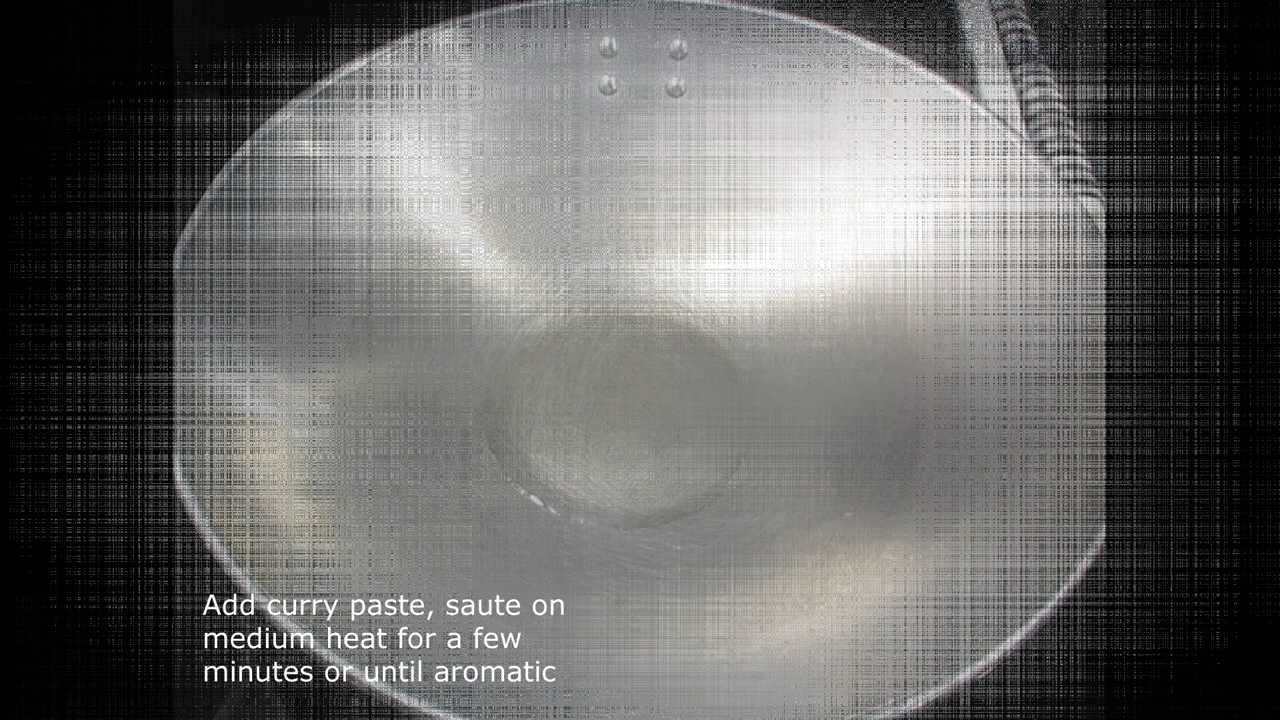 Add curry paste, saute on
medium heat for a few
minutes or until aromatic